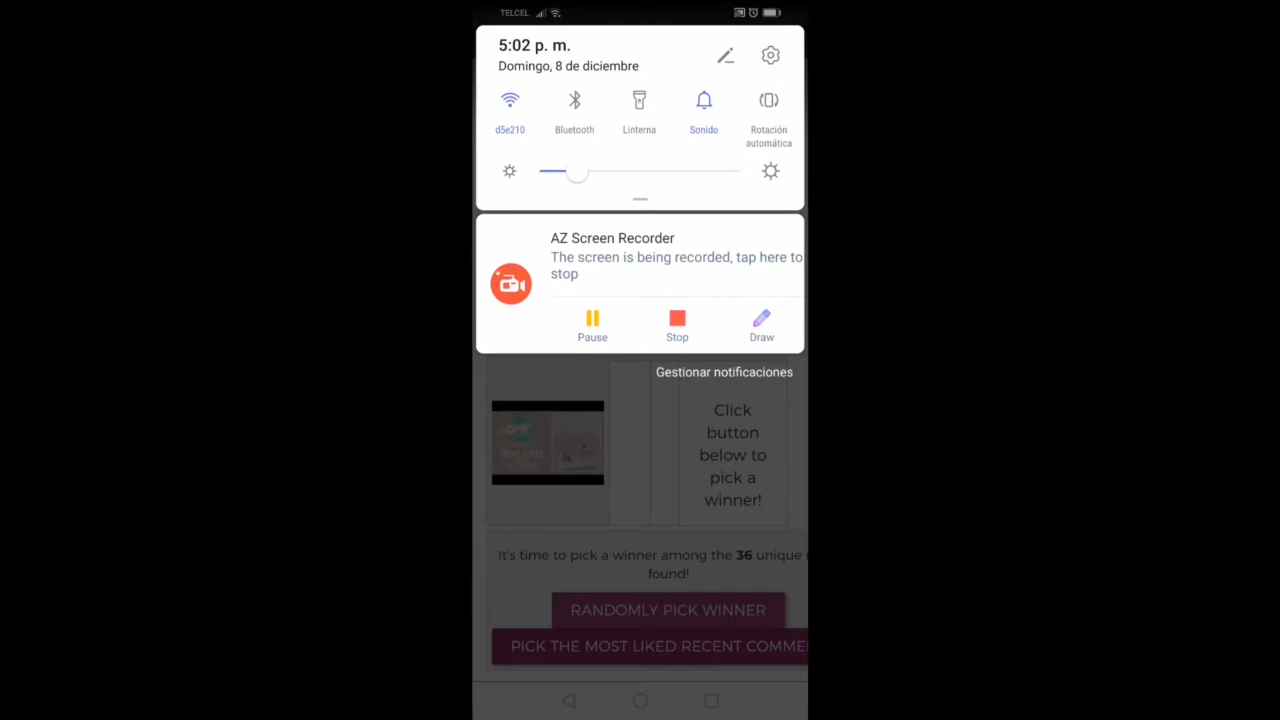 TELCEL
5:02 p. m.
Domingo, 8 de diciembre
d5e210
Bluetooth
Linterna
Sonido
Rotación
automática
AZ Screen Recorder
The screen is being recorded, tap here to
stop
Pause
Stop
Draw
Gestionar notificaciones
Click
button
below to
pick a
winner!
It's time to pick a winner among the 36 unique
found!
RANDOMLY PICK WINNER
PICK THE MOST LIKED RECENT COMME